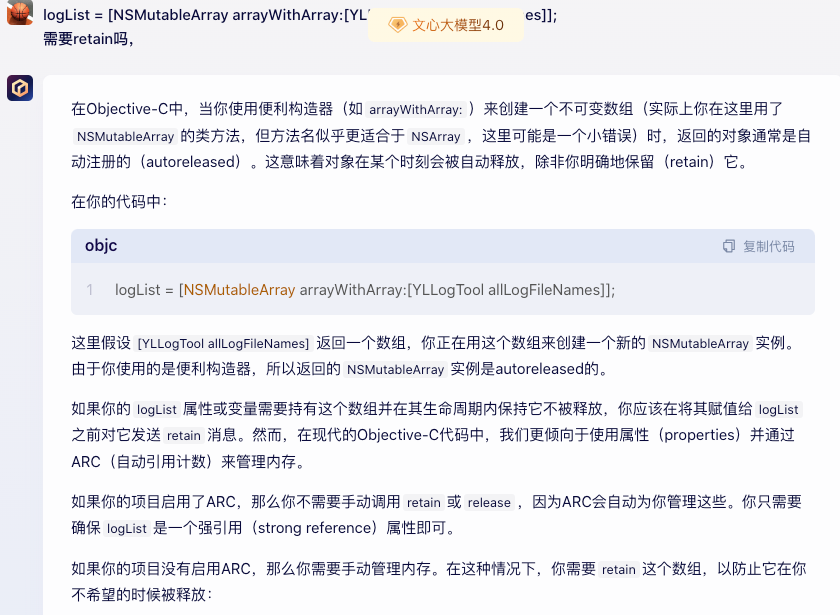 logList = [NSMutableArray arrayWithArray:[YL
文心大模型4.0
es]];
需要retain吗，
在Objective-C中，当你使用便利构造器（如 arrayWithArray: ）来创建一个不可变数组（实际上你在这里用了
NSMutableArray 的类方法，但方法名似乎更适合于 NSArray ，这里可能是一个小错误）时，返回的对象通常是自
动注册的（autoreleased）。这意味着对象在某个时刻会被自动释放，除非你明确地保留（retain）它。
在你的代码中：
objc
复制代码
1 logList = [NSMutableArray arrayWithArray:[YLLogTool allLogFileNames]];
这里假设 [YLLogTool allLogFileNames] 返回一个数组，你正在用这个数组来创建一个新的 NSMutableArray 实例。
由于你使用的是便利构造器，所以返回的 NSMutableArray 实例是autoreleased的。
如果你的 logList 属性或变量需要持有这个数组并在其生命周期内保持它不被释放，你应该在将其赋值给 logList
之前对它发送 retain 消息。然而，在现代的Objective-C代码中，我们更倾向于使用属性（properties）并通过
ARC（自动引用计数）来管理内存。
如果你的项目启用了ARC，那么你不需要手动调用 retain 或 release ，因为ARC会自动为你管理这些。你只需要
确保 logList 是一个强引用（strong reference）属性即可。
如果你的项目没有启用ARC，那么你需要手动管理内存。在这种情况下，你需要 retain 这个数组，以防止它在你
不希望的时候被释放：